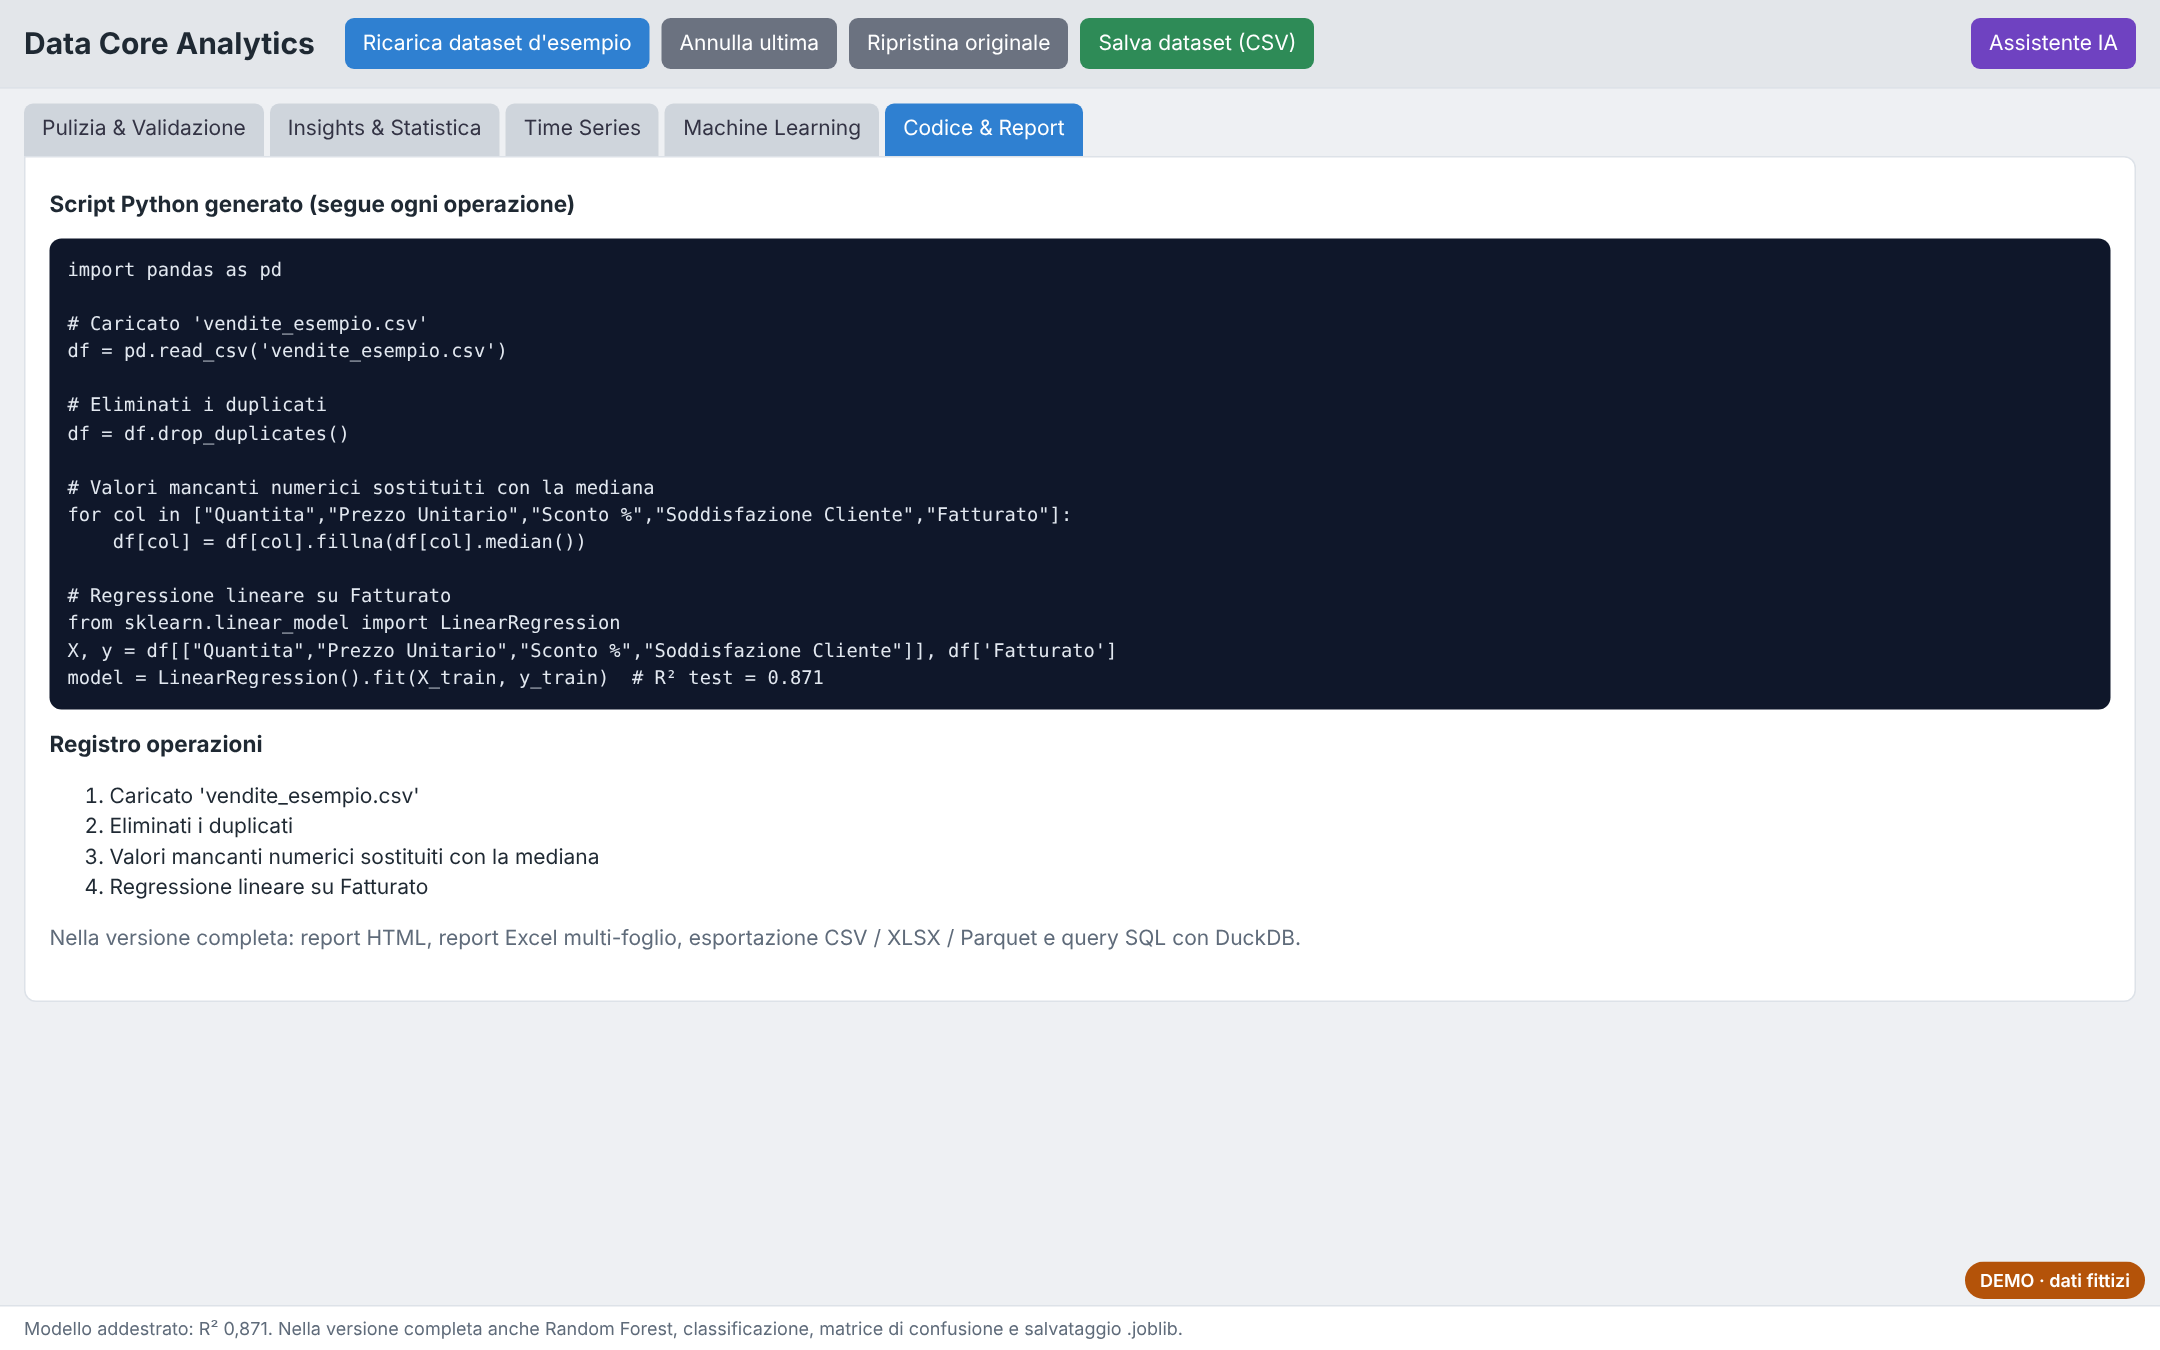 Data Core Analytics
Ricarica dataset d'esempio
Annulla ultima
Ripristina originale
Salva dataset (CSV)
Assistente IA
Pulizia & Validazione
Insights & Statistica
Time Series
Machine Learning
Codice & Report
Script Python generato (segue ogni operazione)
import pandas as pd
# Caricato 'vendite_esempio.csv'
df = pd.read_csv('vendite_esempio.csv')
# Eliminati i duplicati
df = df.drop_duplicates()
# Valori mancanti numerici sostituiti con la mediana
for col in ["Quantita","Prezzo Unitario","Sconto %","Soddisfazione Cliente","Fatturato"]:
    df[col] = df[col].fillna(df[col].median())
# Regressione lineare su Fatturato
from sklearn.linear_model import LinearRegression
X, y = df[["Quantita","Prezzo Unitario","Sconto %","Soddisfazione Cliente"]], df['Fatturato']
model = LinearRegression().fit(X_train, y_train)  # R² test = 0.871
Registro operazioni
1. Caricato 'vendite_esempio.csv'
2. Eliminati i duplicati
3. Valori mancanti numerici sostituiti con la mediana
4. Regressione lineare su Fatturato
Nella versione completa: report HTML, report Excel multi-foglio, esportazione CSV / XLSX / Parquet e query SQL con DuckDB.
DEMO · dati fittizi
Modello addestrato: R² 0,871. Nella versione completa anche Random Forest, classificazione, matrice di confusione e salvataggio .joblib.